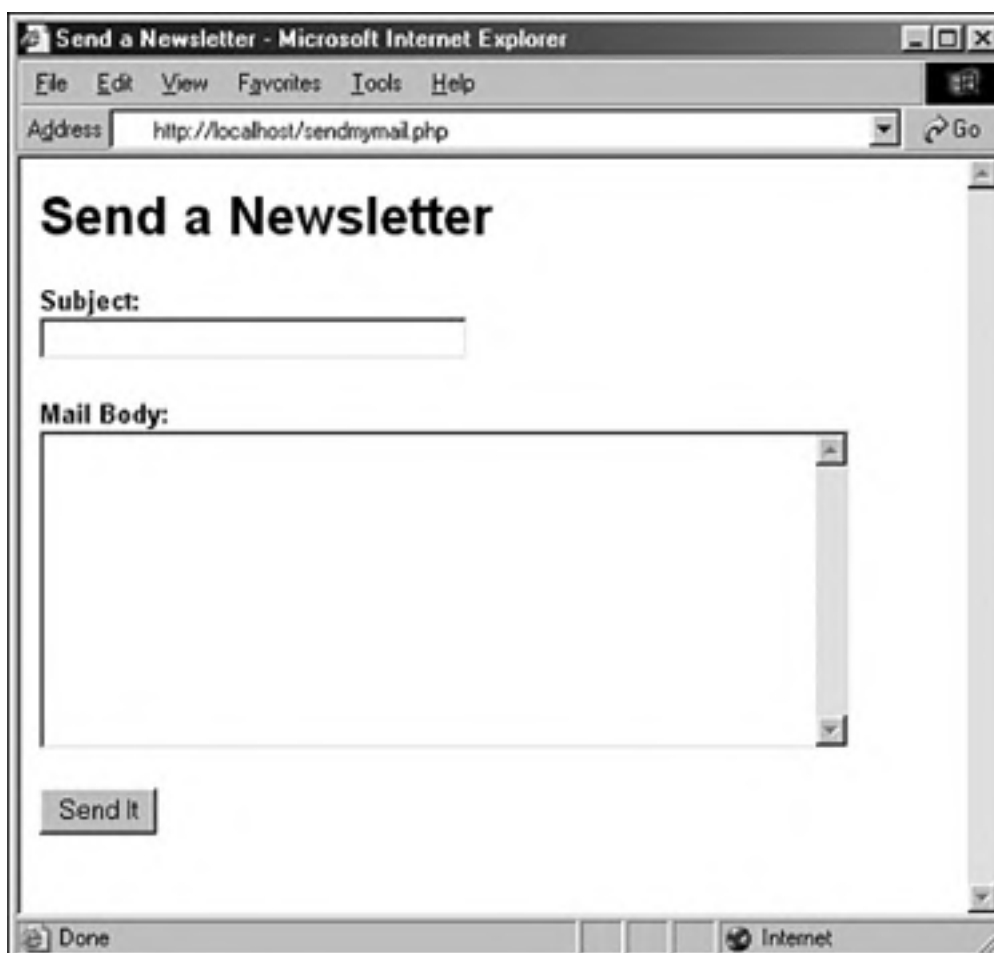 Send a Newsletter - Microsoft Internet Explorer
File Edit View Favorites Tools Help
Address http://localhost/sendmymail.php Go
Send a Newsletter
Subject:
Mail Body:
Send It
Done Internet